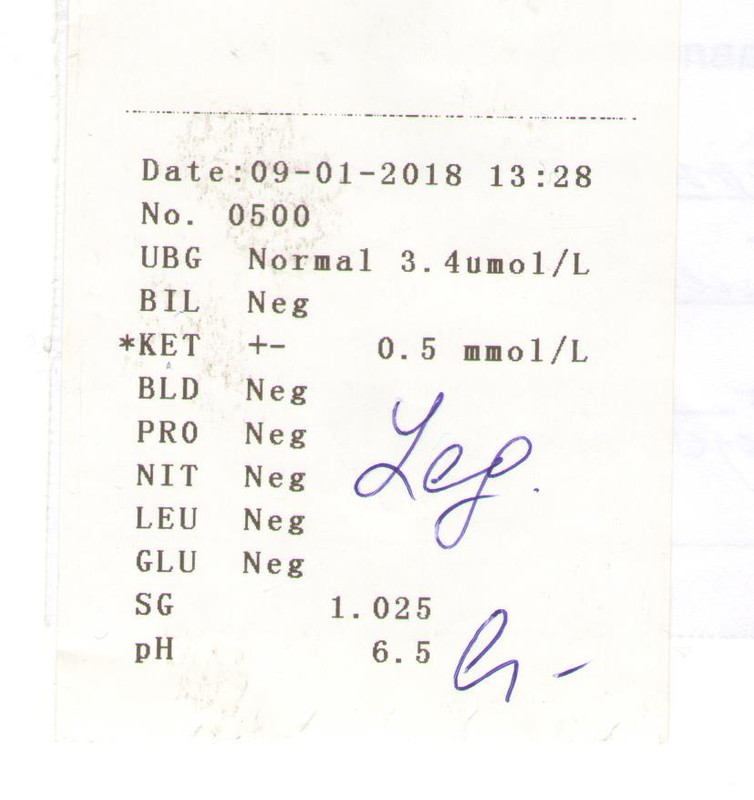 Date:09-01-2018 13:28
No. 0500
UBG Normal 3.4umol/L
BIL Neg
*KET +- 0.5 mmol/L
BLD Neg
PRO Neg
NIT Neg
LEU Neg
GLU Neg
SG 1.025
pH 6.5